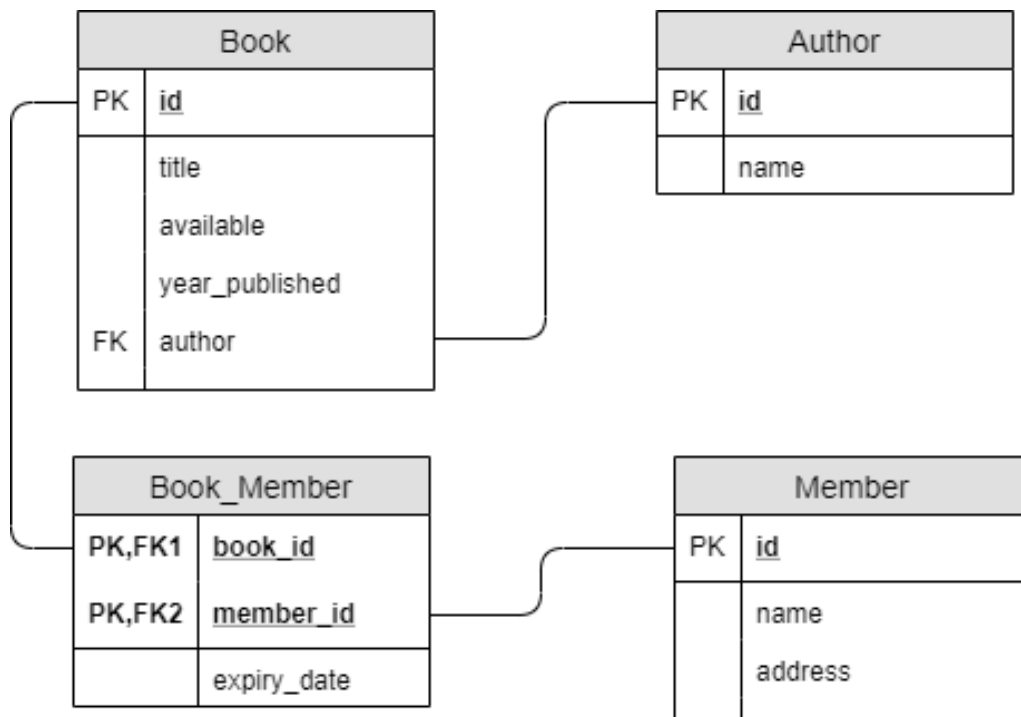 Book
PK id
title
available
year_published
FK author
Author
PK id
name
Book_Member
PK,FK1 book_id
PK,FK2 member_id
expiry_date
Member
PK id
name
address